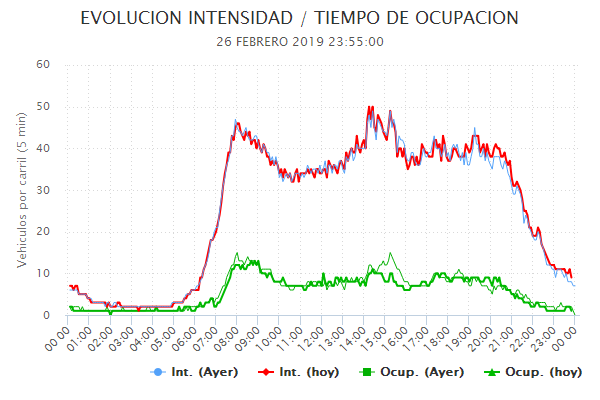 EVOLUCION INTENSIDAD / TIEMPO DE OCUPACION
26 FEBRERO 2019 23:55:00
Vehículos por carril (5 min)
60
50
40
30
20
10
0
00:00 01:00 02:00 03:00 04:00 05:00 06:00 07:00 08:00 09:00 10:00 11:00 12:00 13:00 14:00 15:00 16:00 17:00 18:00 19:00 20:00 21:00 22:00 23:00 00:00
Int. (Ayer) Int. (hoy) Ocup. (Ayer) Ocup. (hoy)